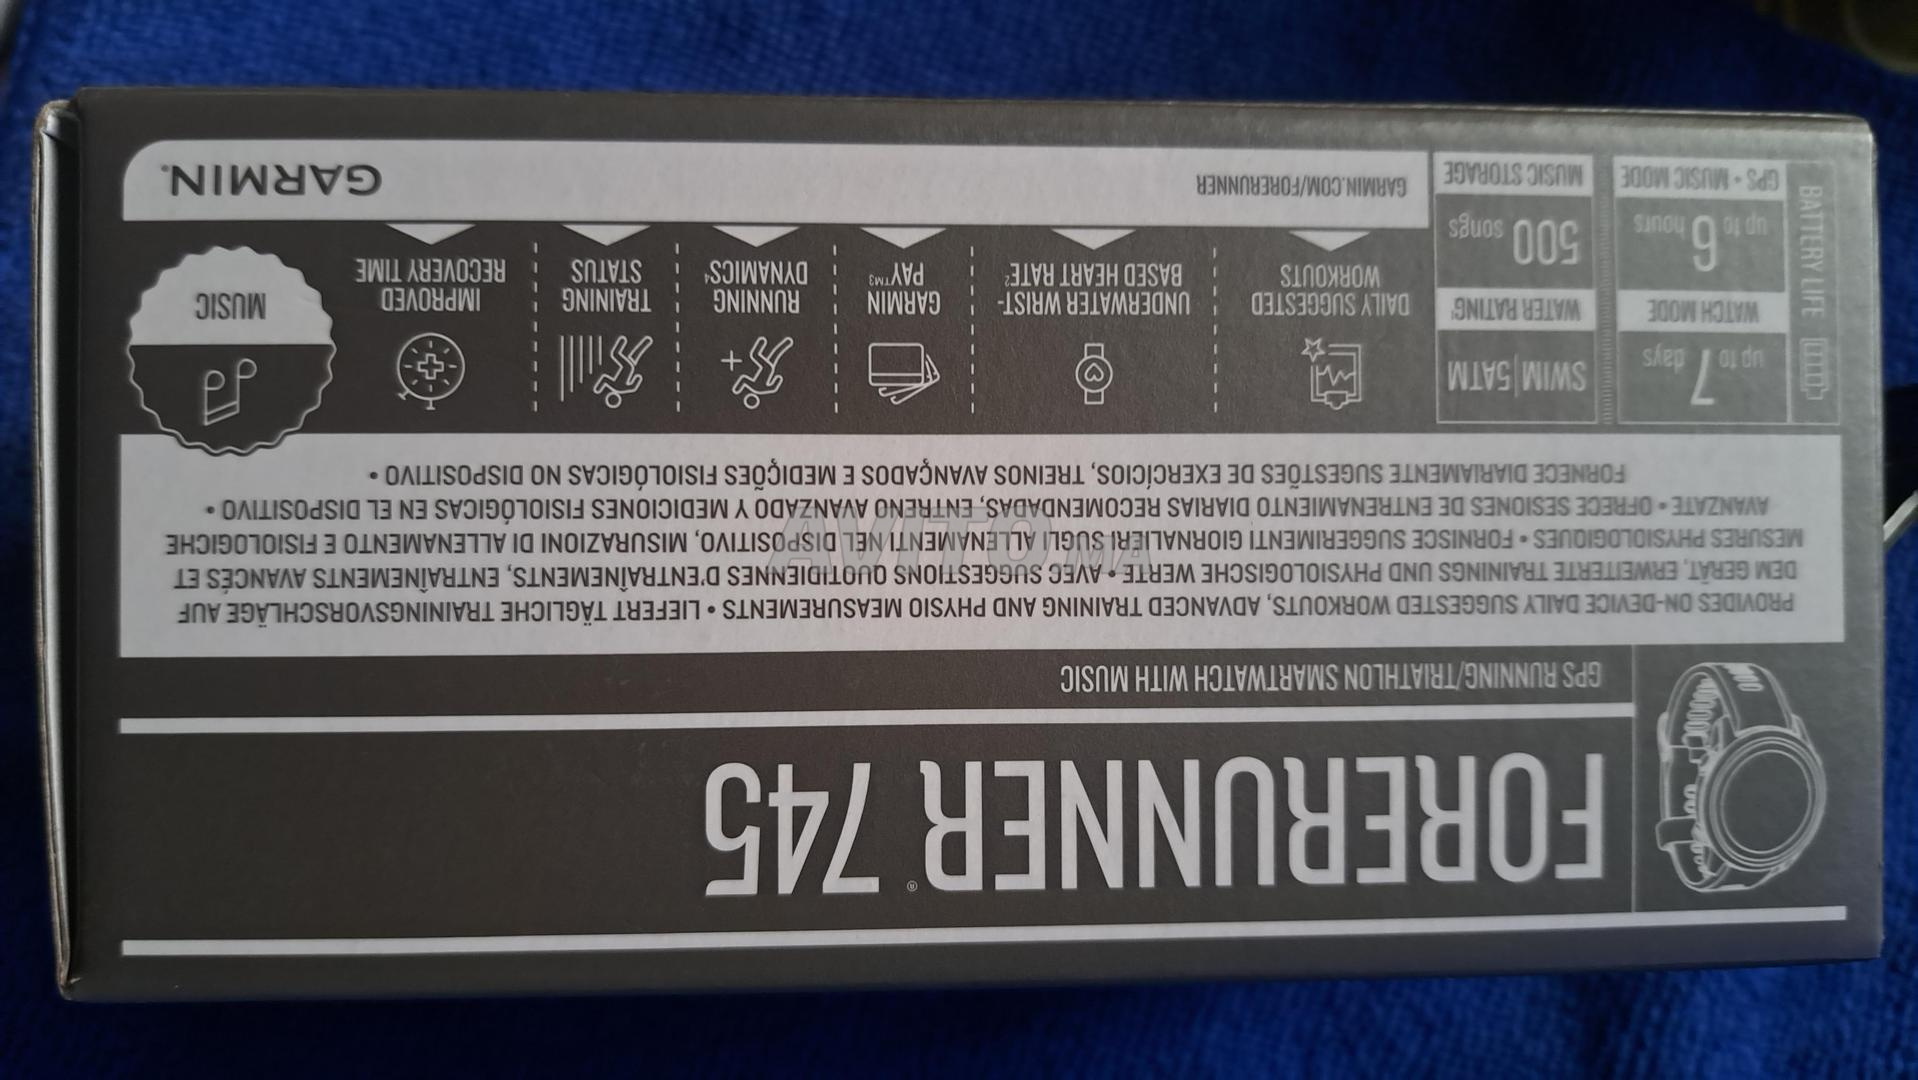 FORERUNNER® 745
GPS RUNNING/TRIATHLON SMARTWATCH WITH MUSIC
PROVIDES ON-DEVICE DAILY SUGGESTED WORKOUTS, ADVANCED TRAINING AND PHYSIO MEASUREMENTS • LIEFERT TÄGLICHE TRAININGSVORSCHLÄGE AUF
DEM GERÄT, ERWEITERTE TRAININGS UND PHYSIOLOGISCHE WERTE • AVEC SUGGESTIONS QUOTIDIENNES D'ENTRAÎNEMENTS, ENTRAÎNEMENTS AVANCÉS ET
MESURES PHYSIOLOGIQUES • FORNISCE SUGGERIMENTI GIORNALIERI SUGLI ALLENAMENTI NEL DISPOSITIVO, MISURAZIONI DI ALLENAMENTO E FISIOLOGICHE
AVANZATE • OFRECE SESIONES DE ENTRENAMIENTO DIARIAS RECOMENDADAS, ENTRENO AVANZADO Y MEDICIONES FISIOLÓGICAS EN EL DISPOSITIVO •
FORNECE DIARIAMENTE SUGESTÕES DE EXERCÍCIOS, TREINOS AVANÇADOS E MEDIÇÕES FISIOLÓGICAS NO DISPOSITIVO •
AVITO.MA
BATTERY LIFE
up to 7 days
WATCH MODE
up to 6 hours
GPS + MUSIC MODE
SWIM | 5ATM
WATER RATING¹
500 songs
MUSIC STORAGE
DAILY SUGGESTED
WORKOUTS
UNDERWATER WRIST-
BASED HEART RATE²
GARMIN
PAY™³
RUNNING
DYNAMICS⁴
TRAINING
STATUS
IMPROVED
RECOVERY TIME
MUSIC
GARMIN.COM/FORERUNNER
GARMIN.